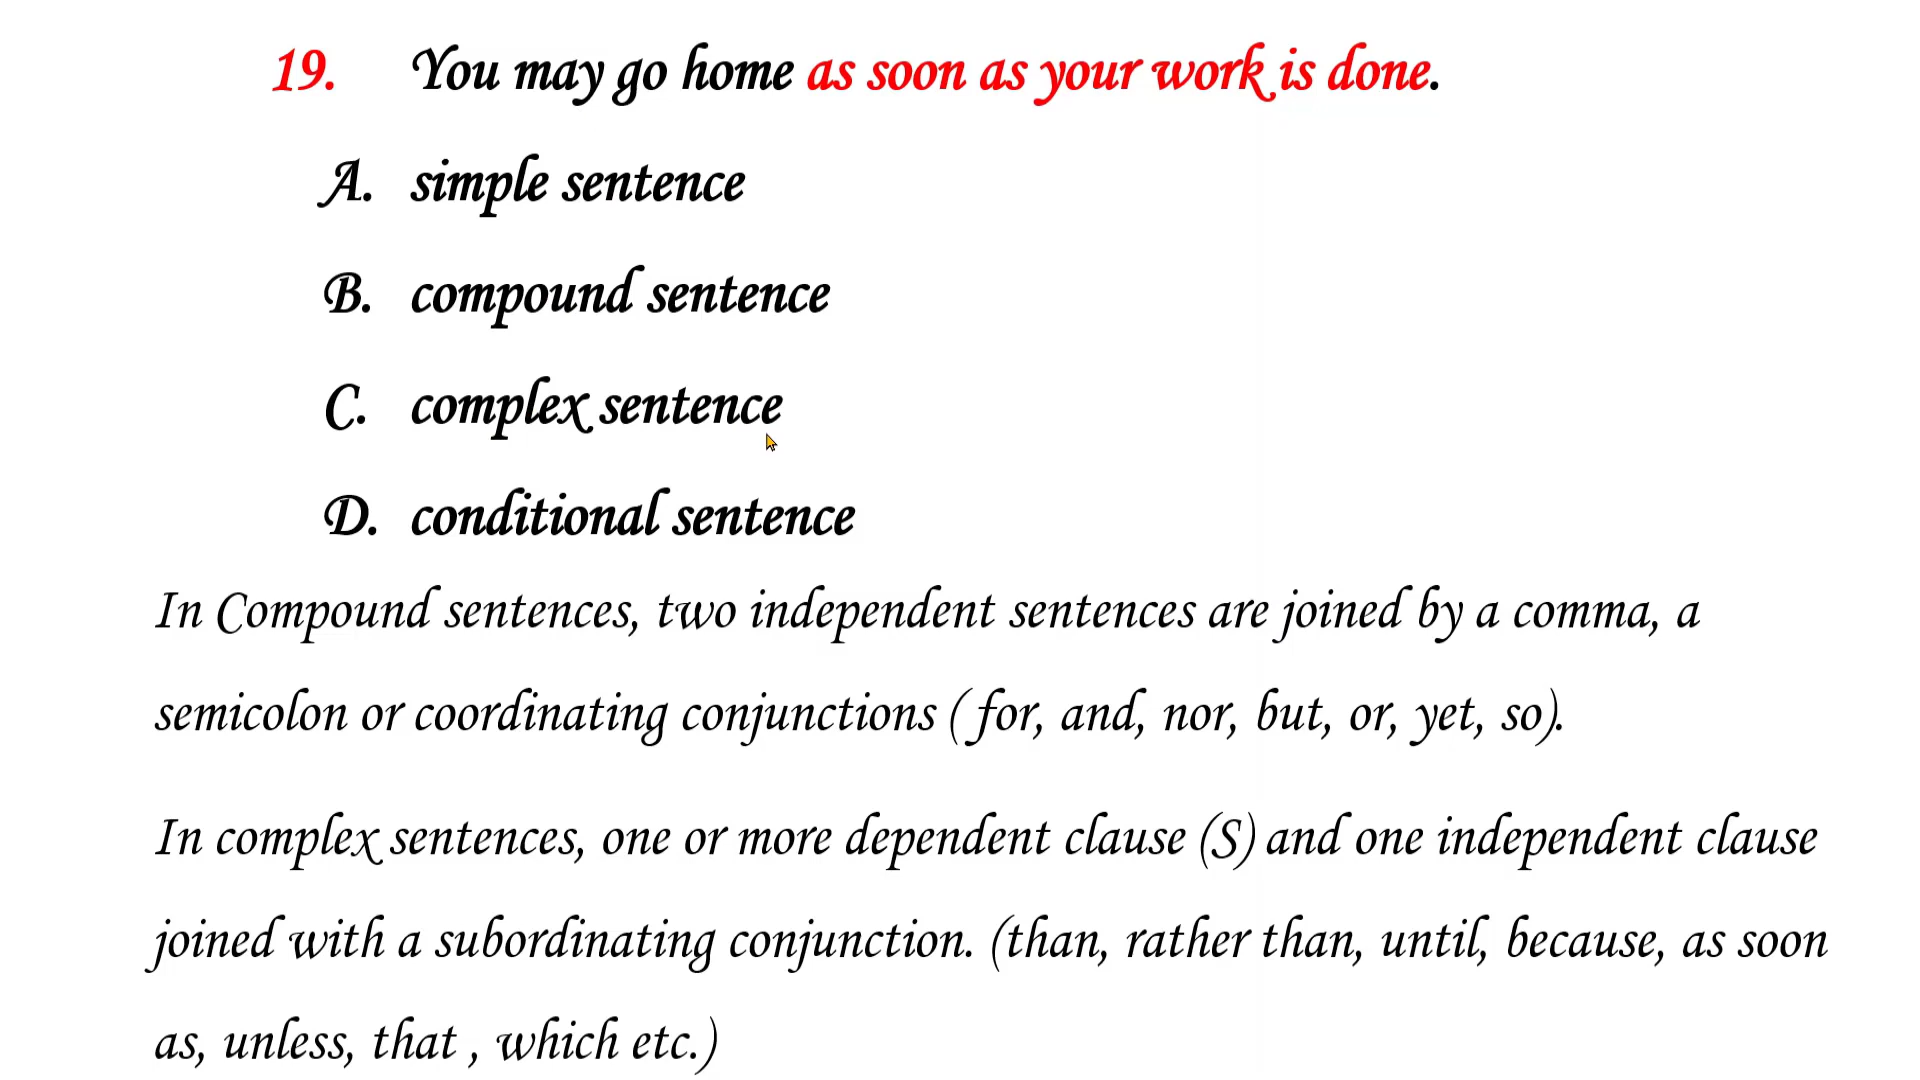 19. You may go home as soon as your work is done.
A. simple sentence
B. compound sentence
C. complex sentence
D. conditional sentence
In Compound sentences, two independent sentences are joined by a comma, a
semicolon or coordinating conjunctions ( for, and, nor, but, or, yet, so).
In complex sentences, one or more dependent clause (S) and one independent clause
joined with a subordinating conjunction. (than, rather than, until, because, as soon
as, unless, that , which etc.)